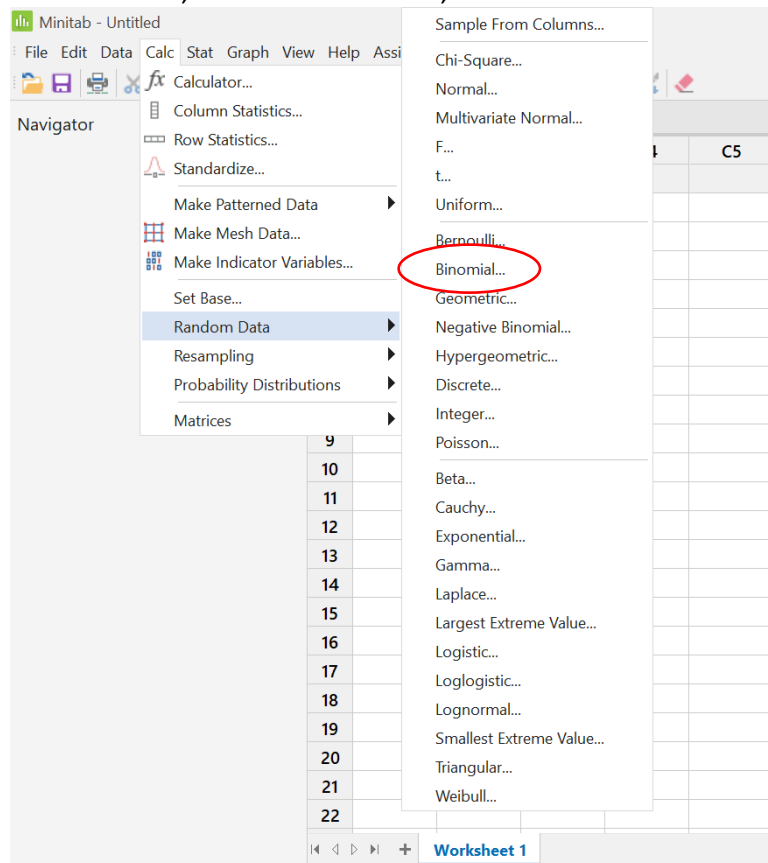 Minitab - Untitled
File Edit Data Calc Stat Graph View Help Assi
Navigator
fx Calculator...
Column Statistics...
Row Statistics...
Standardize...
Make Patterned Data
Make Mesh Data...
Make Indicator Variables...
Set Base...
Random Data
Resampling
Probability Distributions
Matrices
Sample From Columns...
Chi-Square...
Normal...
Multivariate Normal...
F...
t...
Uniform...
Bernoulli...
Binomial...
Geometric...
Negative Binomial...
Hypergeometric...
Discrete...
Integer...
Poisson...
Beta...
Cauchy...
Exponential...
Gamma...
Laplace...
Largest Extreme Value...
Logistic...
Loglogistic...
Lognormal...
Smallest Extreme Value...
Triangular...
Weibull...
C5
9
10
11
12
13
14
15
16
17
18
19
20
21
22
+ Worksheet 1